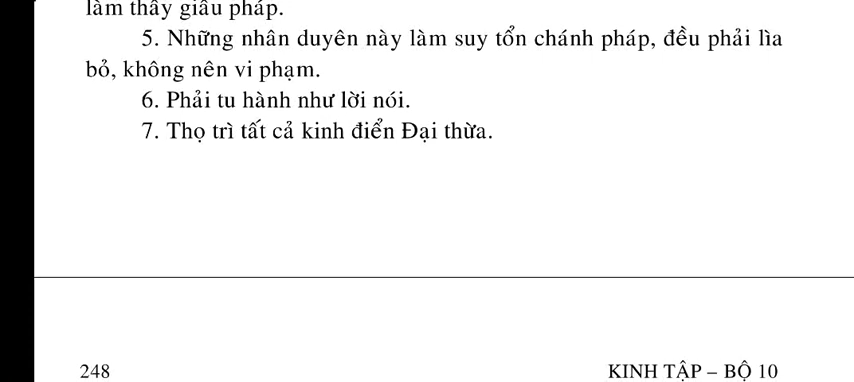 làm thầy giấu pháp.
5. Những nhân duyên này làm suy tổn chánh pháp, đều phải lìa
bỏ, không nên vi phạm.
6. Phải tu hành như lời nói.
7. Thọ trì tất cả kinh điển Đại thừa.
248
KINH TẬP – BỘ 10